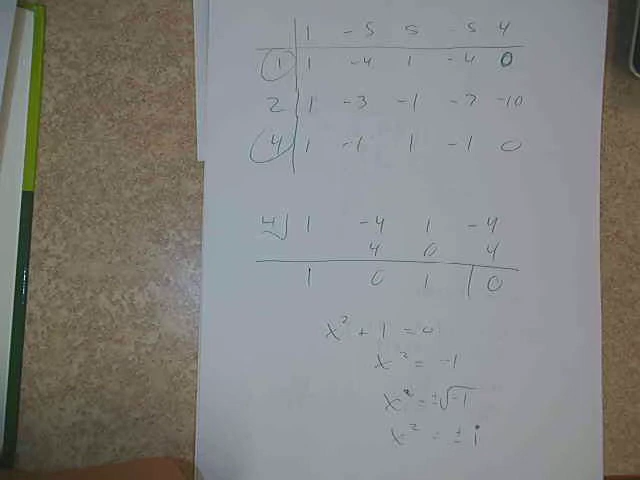 1 -5 5 -5 4
1 1 -4 1 -4 0
2 1 -3 -1 -7 -10
4 1 -1 1 -1 0
4 1 -4 1 -4
4 0 4
1 0 1 0
x² + 1 = 0
x² = -1
x² = ±√-1
x² = ± i